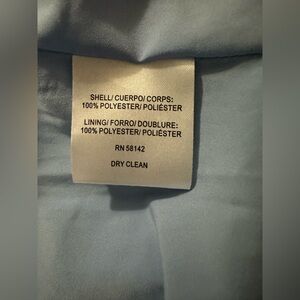 SHELL/ CUERPO/ CORPS:
100% POLYESTER/ POLIÉSTER
LINING/ FORRO/ DOUBLURE:
100% POLYESTER/ POLIÉSTER
RN 58142
DRY CLEAN